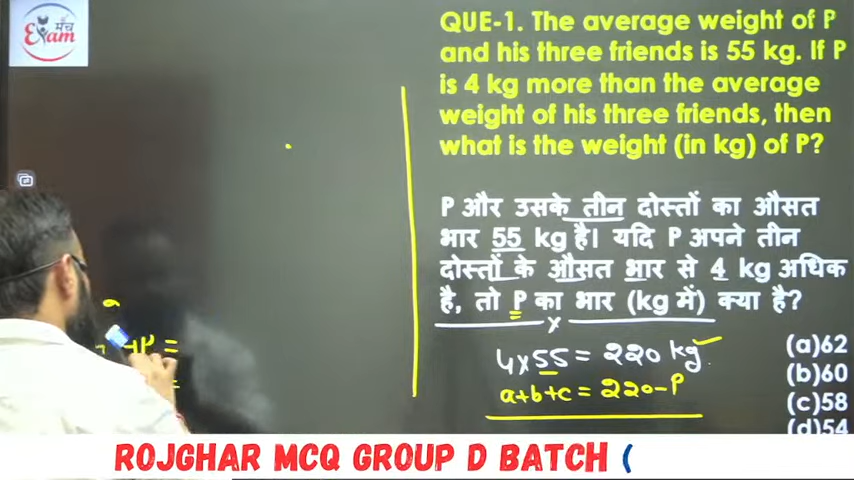 मंच
Exam
QUE-1. The average weight of P
and his three friends is 55 kg. If P
is 4 kg more than the average
weight of his three friends, then
what is the weight (in kg) of P?
P और उसके तीन दोस्तों का औसत
भार 55 kg है। यदि P अपने तीन
दोस्तों के औसत भार से 4 kg अधिक
है, तो P का भार (kg में) क्या है?
4x55 = 220 kg
a+b+c = 220-P
(a)62
(b)60
(c)58
(d)54
+P =
ROJGHAR MCQ GROUP D BATCH (